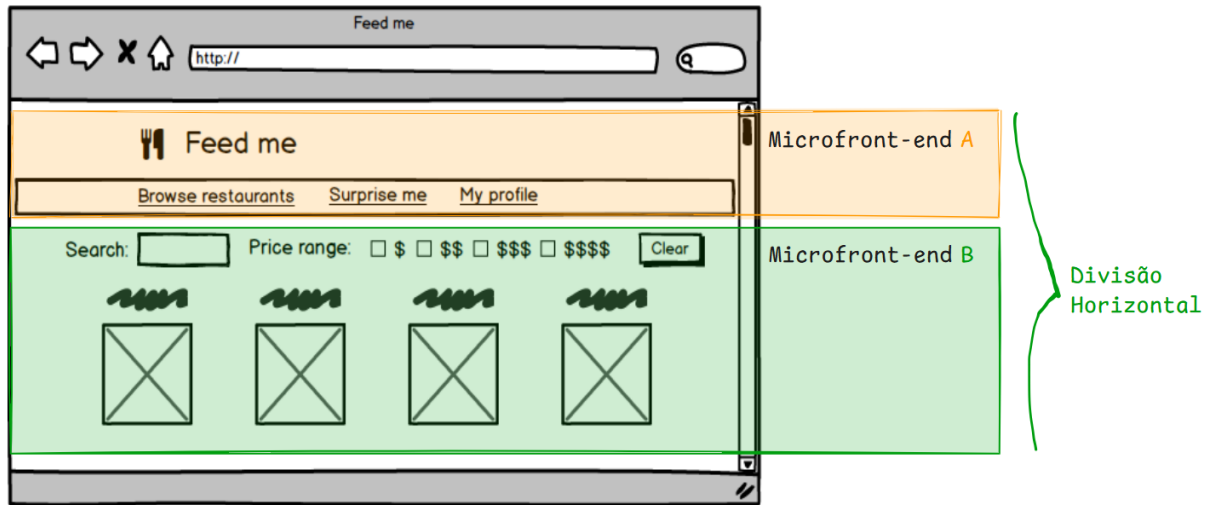 Feed me
http://
Feed me
Microfront-end A
Browse restaurants Surprise me My profile
Search: Price range: $ $$ $$$ $$$$ Clear
Microfront-end B
Divisão
Horizontal